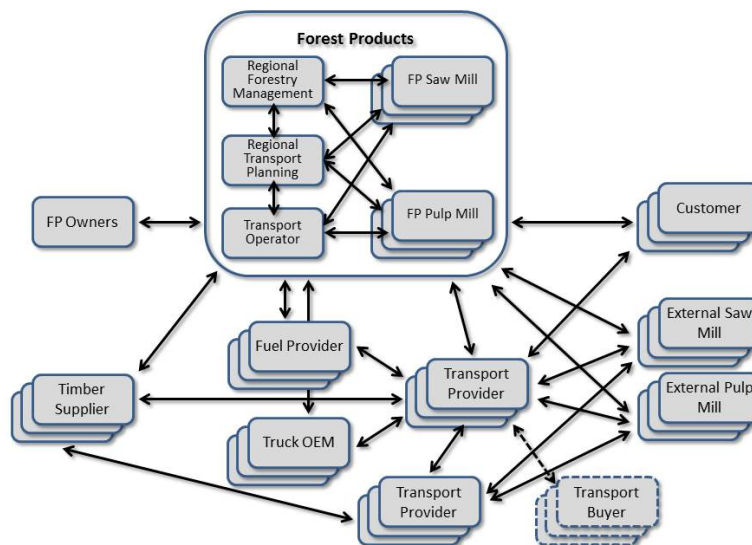 Forest Products
Regional
Forestry
Management
FP Saw Mill
Regional
Transport
Planning
FP Owners
Transport
Operator
FP Pulp Mill
Customer
Fuel Provider
External Saw
Mill
Timber
Supplier
Transport
Provider
External Pulp
Mill
Truck OEM
Transport
Provider
Transport
Buyer